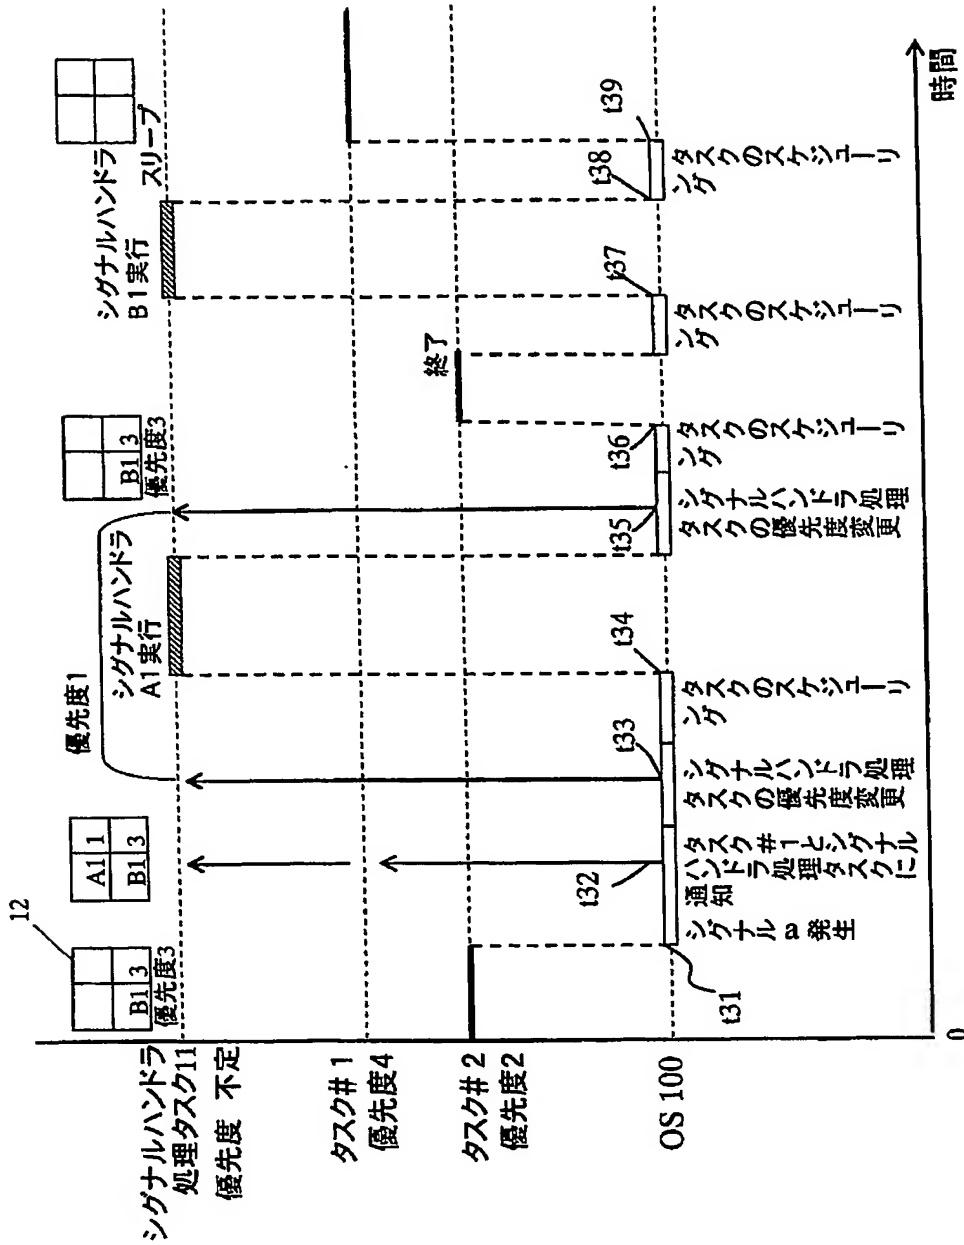 12
B1 3
優先度3
A1 1
B1 3
優先度1
B1 3
優先度3
シグナルハンドラ
A1実行
シグナルハンドラ
B1実行
スリープ
シグナルハンドラ
処理タスク11
優先度 不定
タスク#1
優先度4
タスク#2
優先度2
終了
OS 100
t31
t32
t33
t34
t35
t36
t37
t38
t39
シグナル a 発生
タスク#1とシグナル
ハンドラ処理タスクに
通知
シグナルハンドラ処理
タスクの優先度変更
タスクのスケジューリ
ング
シグナルハンドラ処理
タスクの優先度変更
タスクのスケジューリ
ング
タスクのスケジューリ
ング
タスクのスケジューリ
ング
0
時間